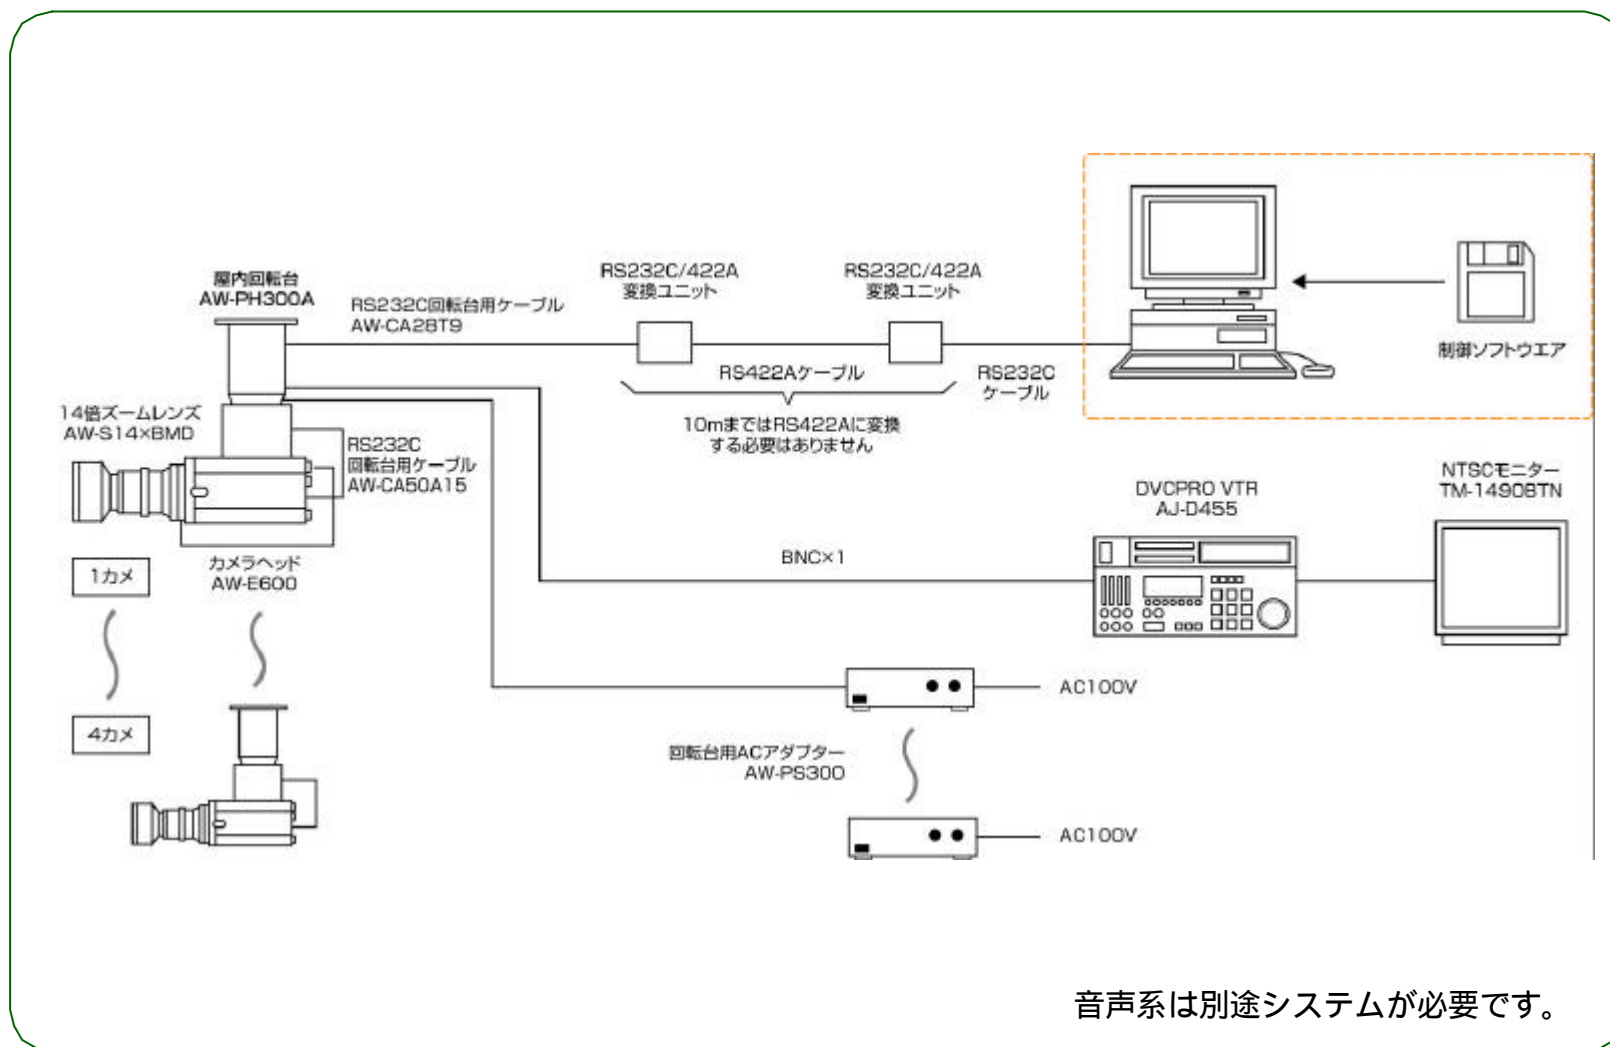 屋内回転台
AW-PH300A
RS232C回転台用ケーブル
AW-CA28T9
RS232C/422A
変換ユニット
RS232C/422A
変換ユニット
RS422Aケーブル
RS232C
ケーブル
10mまではRS422Aに変換
する必要はありません
制御ソフトウエア
14倍ズームレンズ
AW-S14×BMD
RS232C
回転台用ケーブル
AW-CA50A15
カメラヘッド
AW-E600
1カメ
4カメ
BNC×1
DVCPRO VTR
AJ-D455
NTSCモニター
TM-1490BTN
AC100V
回転台用ACアダプター
AW-PS300
AC100V
音声系は別途システムが必要です。